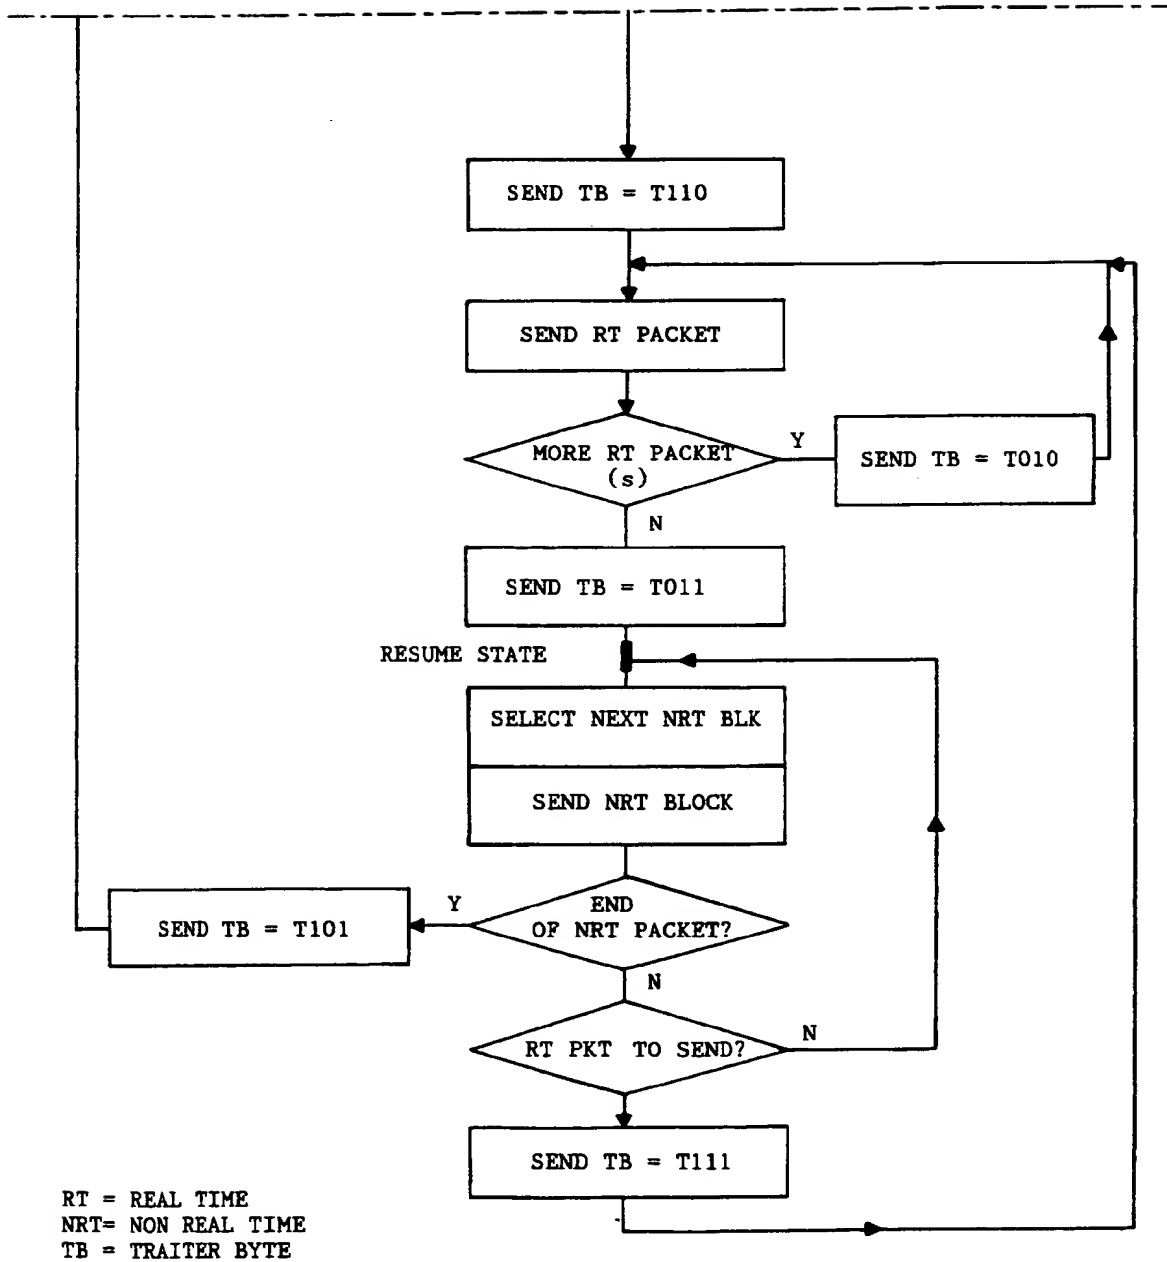 SEND TB = T110
SEND RT PACKET
MORE RT PACKET
(s)
Y
SEND TB = T010
N
SEND TB = T011
RESUME STATE
SELECT NEXT NRT BLK
SEND NRT BLOCK
END
OF NRT PACKET?
Y
SEND TB = T101
N
RT PKT TO SEND?
N
SEND TB = T111
RT = REAL TIME
NRT= NON REAL TIME
TB = TRAITER BYTE